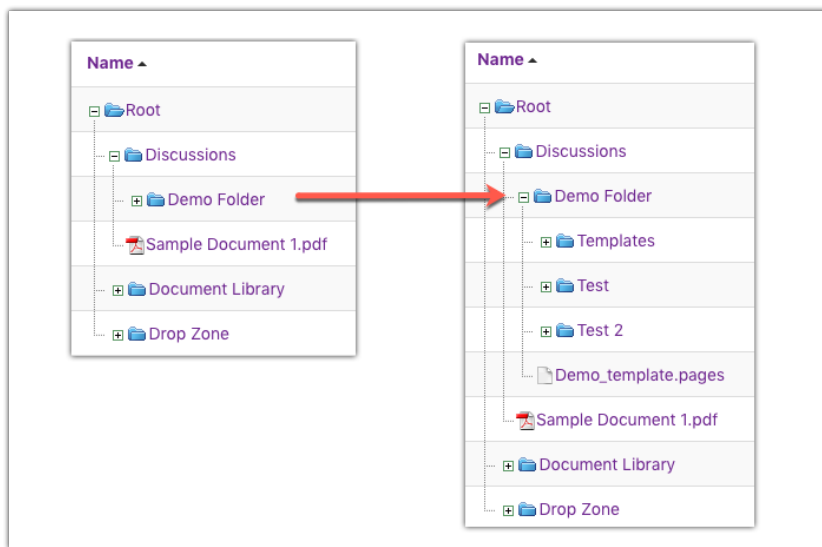 Name
Root
Discussions
Demo Folder
Sample Document 1.pdf
Document Library
Drop Zone
Name
Root
Discussions
Demo Folder
Templates
Test
Test 2
Demo_template.pages
Sample Document 1.pdf
Document Library
Drop Zone